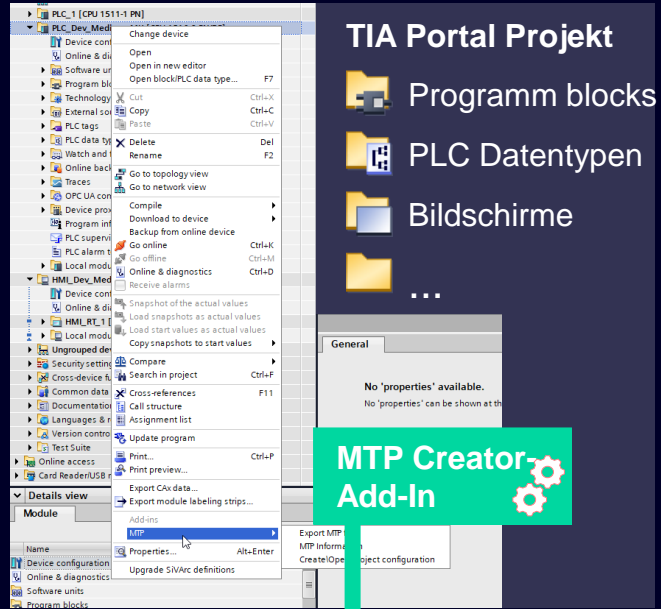 PLC_1 [CPU 1511-1 PN]
PLC_Dev_Medi
Device con
Online & di
Software un
Program blo
Technology
External sou
PLC tags
PLC data typ
Watch and f
Online back
Traces
OPC UA con
Device prox
Program inf
PLC supervi
PLC alarm t
Local modu
HMI_Dev_Med
Device conf
Online & di
HMI_RT_1 [
Local modu
Ungrouped dev
Security setting
Cross-device fu
Common data
Documentation
Languages & r
Version contro
Test Suite
Online access
Card Reader/USB r
Details view
Module
Name
Device configuration
Online & diagnostics
Software units
Program blocks
Change device
Open
Open in new editor
Open block/PLC data type... F7
Cut Ctrl+X
Copy Ctrl+C
Paste Ctrl+V
Delete Del
Rename F2
Go to topology view
Go to network view
Compile
Download to device
Backup from online device
Go online Ctrl+K
Go offline Ctrl+M
Online & diagnostics Ctrl+D
Receive alarms
Snapshot of the actual values
Load snapshots as actual values
Load start values as actual values
Copy snapshots to start values
Compare
Search in project Ctrl+F
Cross-references F11
Call structure
Assignment list
Update program
Print... Ctrl+P
Print preview...
Export CAx data...
Export module labeling strips...
Add-ins
MTP
Properties... Alt+Enter
Upgrade SiVArc definitions
Export MTP
MTP Information
Create\Open project configuration
TIA Portal Projekt
Programm blocks
PLC Datentypen
Bildschirme
...
General
No 'properties' available.
No 'properties' can be shown at th
MTP Creator-
Add-In